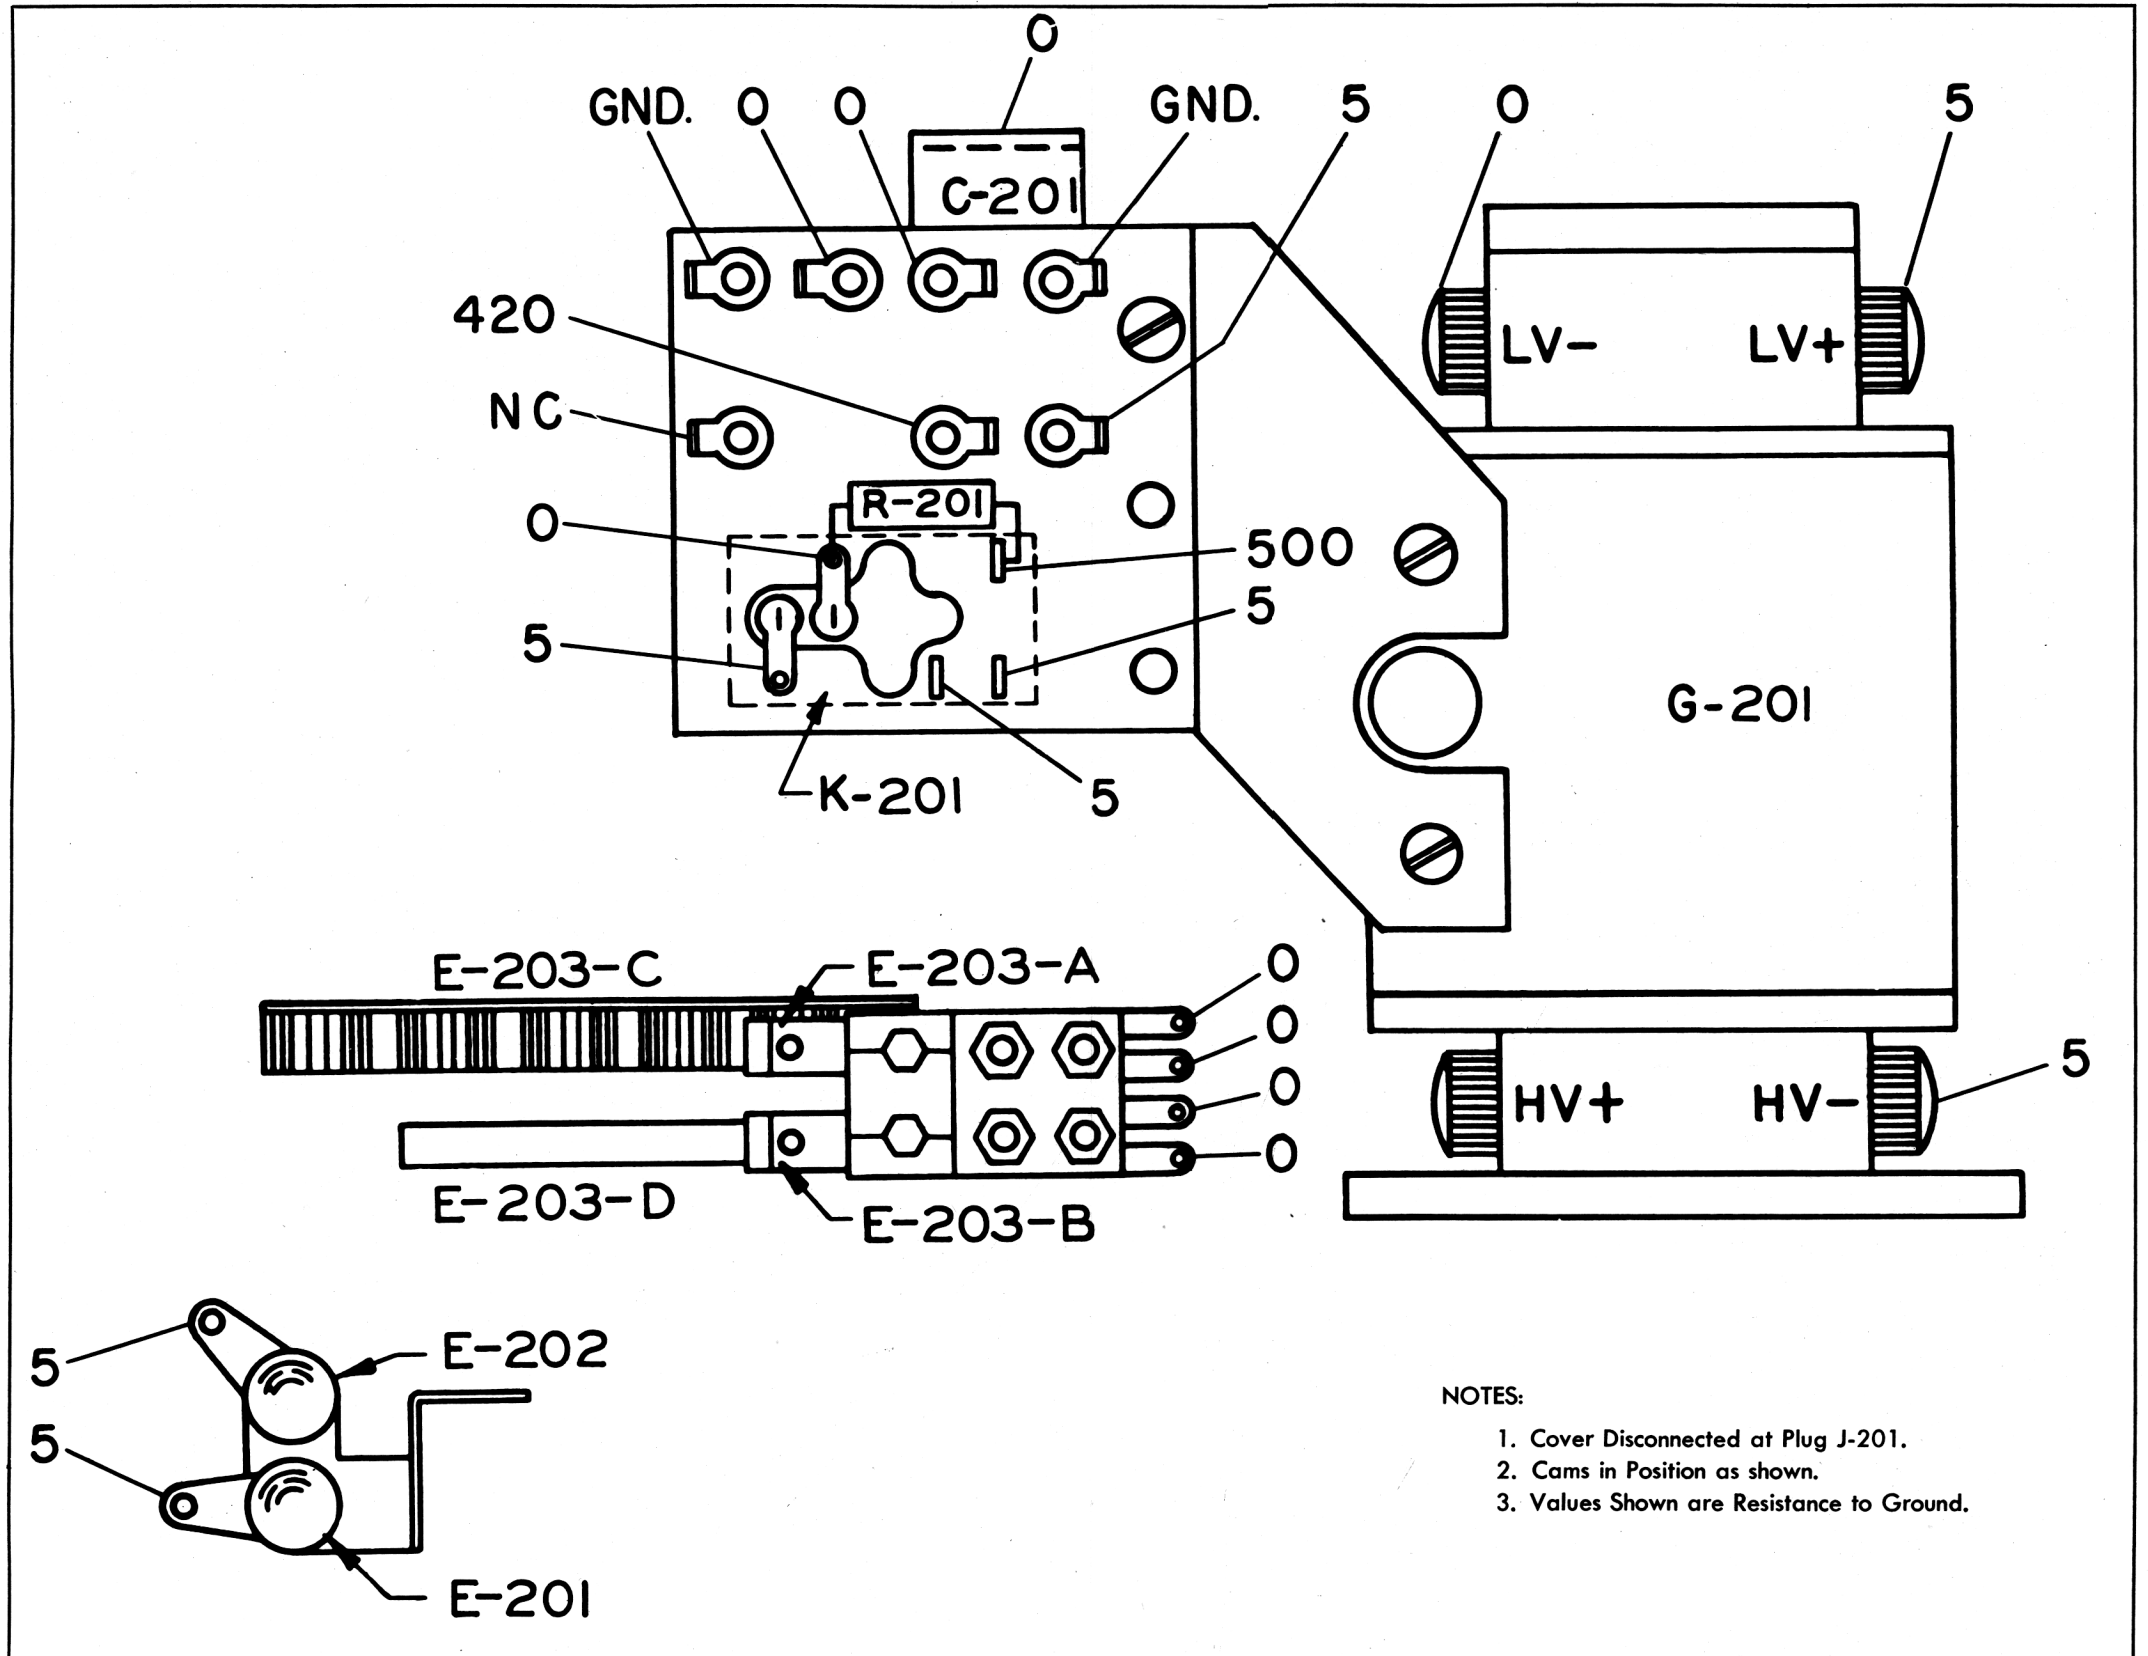 0
GND. 0 0 GND. 5 0 5
C-201
420
LV- LV+
NC
R-201
0
500
5
5
G-201
K-201 5
E-203-C E-203-A 0
0
5
0
HV+ HV-
0
E-203-D
E-203-B
5
E-202
5
E-201
NOTES:
1. Cover Disconnected at Plug J-201.
2. Cams in Position as shown.
3. Values Shown are Resistance to Ground.